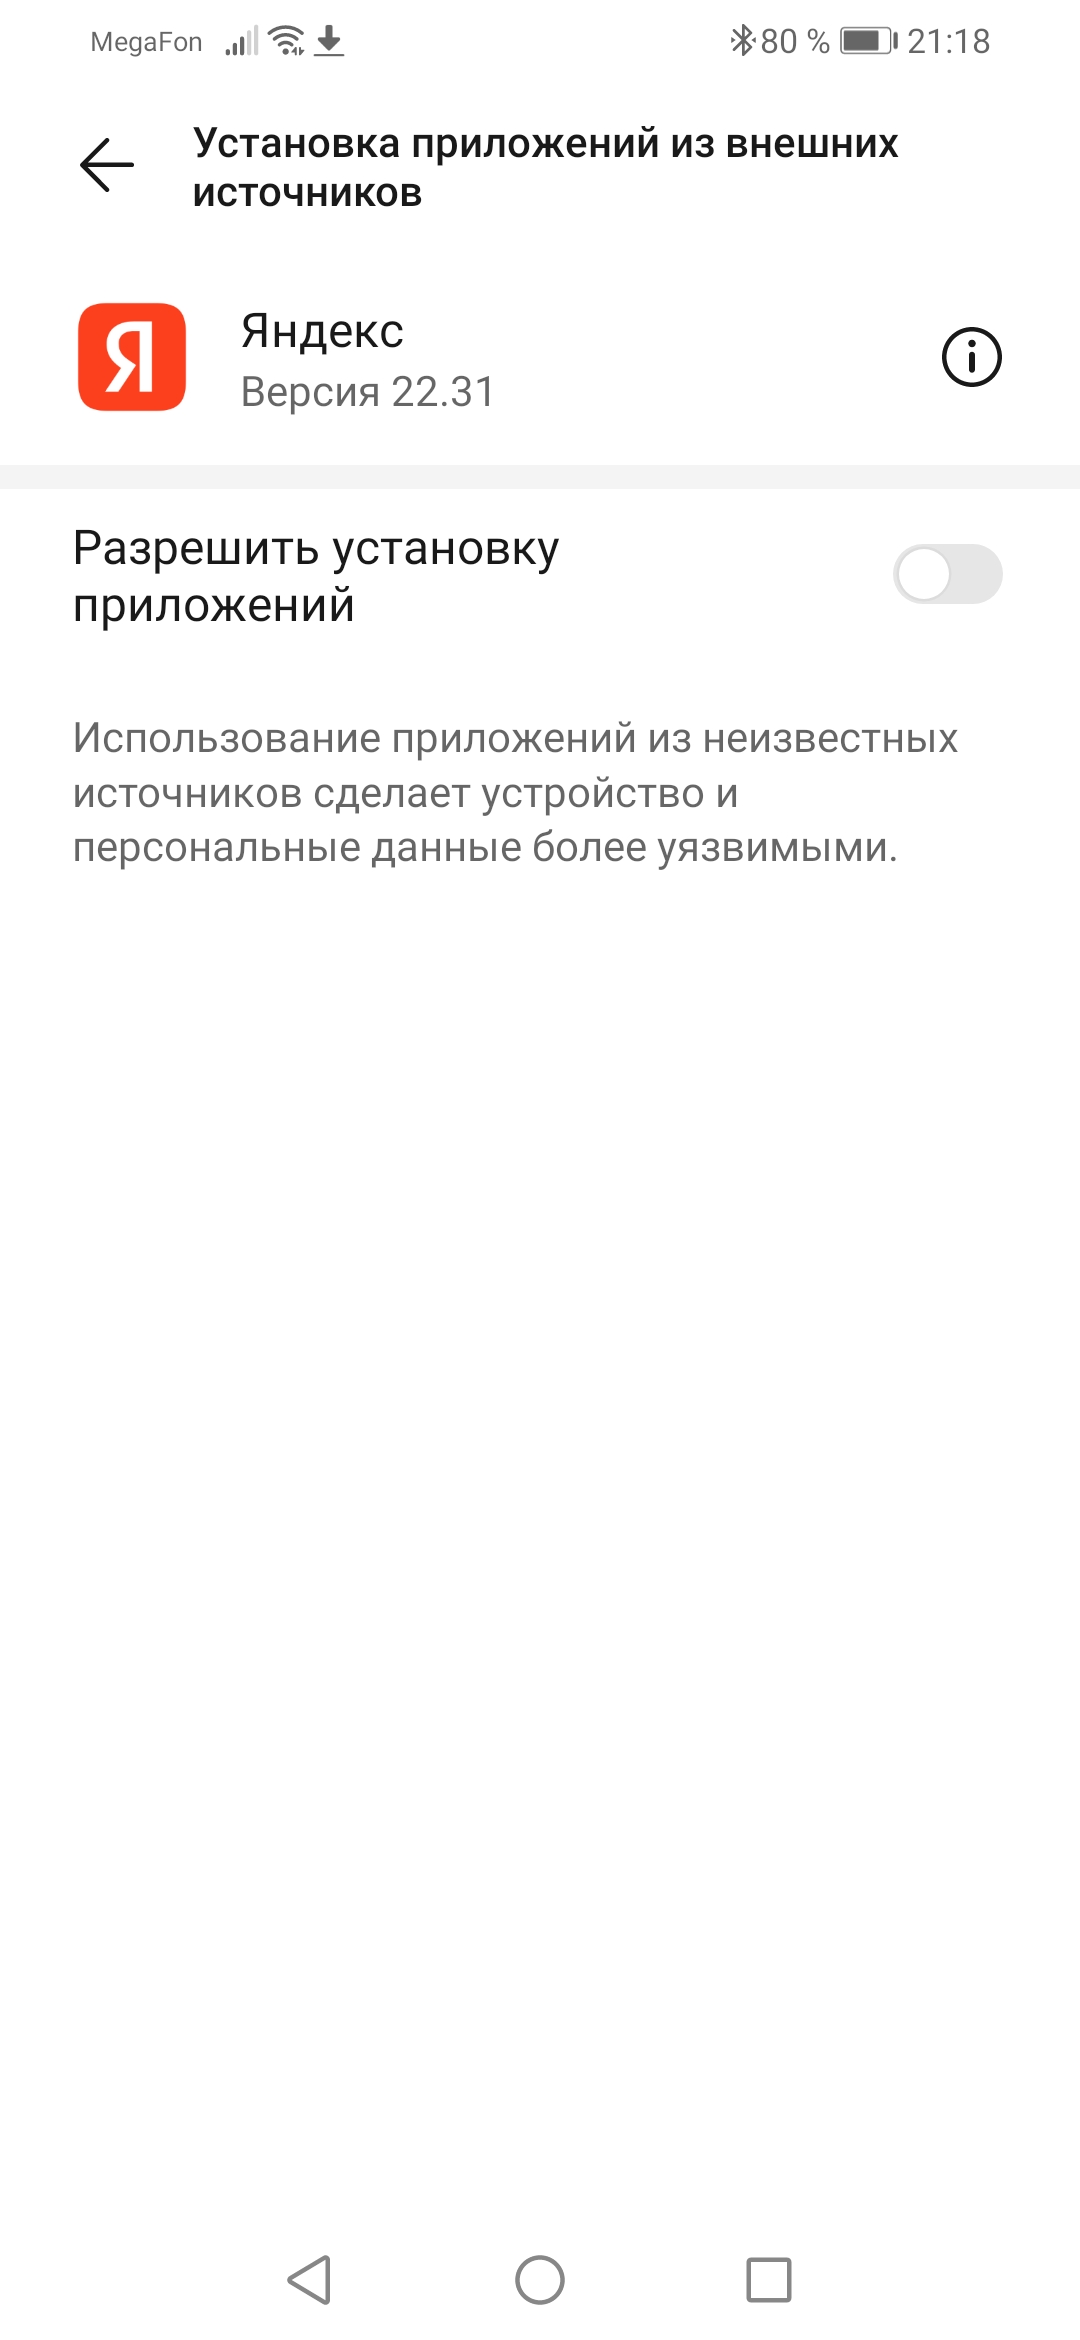 MegaFon 80 % 21:18
Установка приложений из внешних
источников
Я
Яндекс
Версия 22.31
Разрешить установку
приложений
Использование приложений из неизвестных
источников сделает устройство и
персональные данные более уязвимыми.